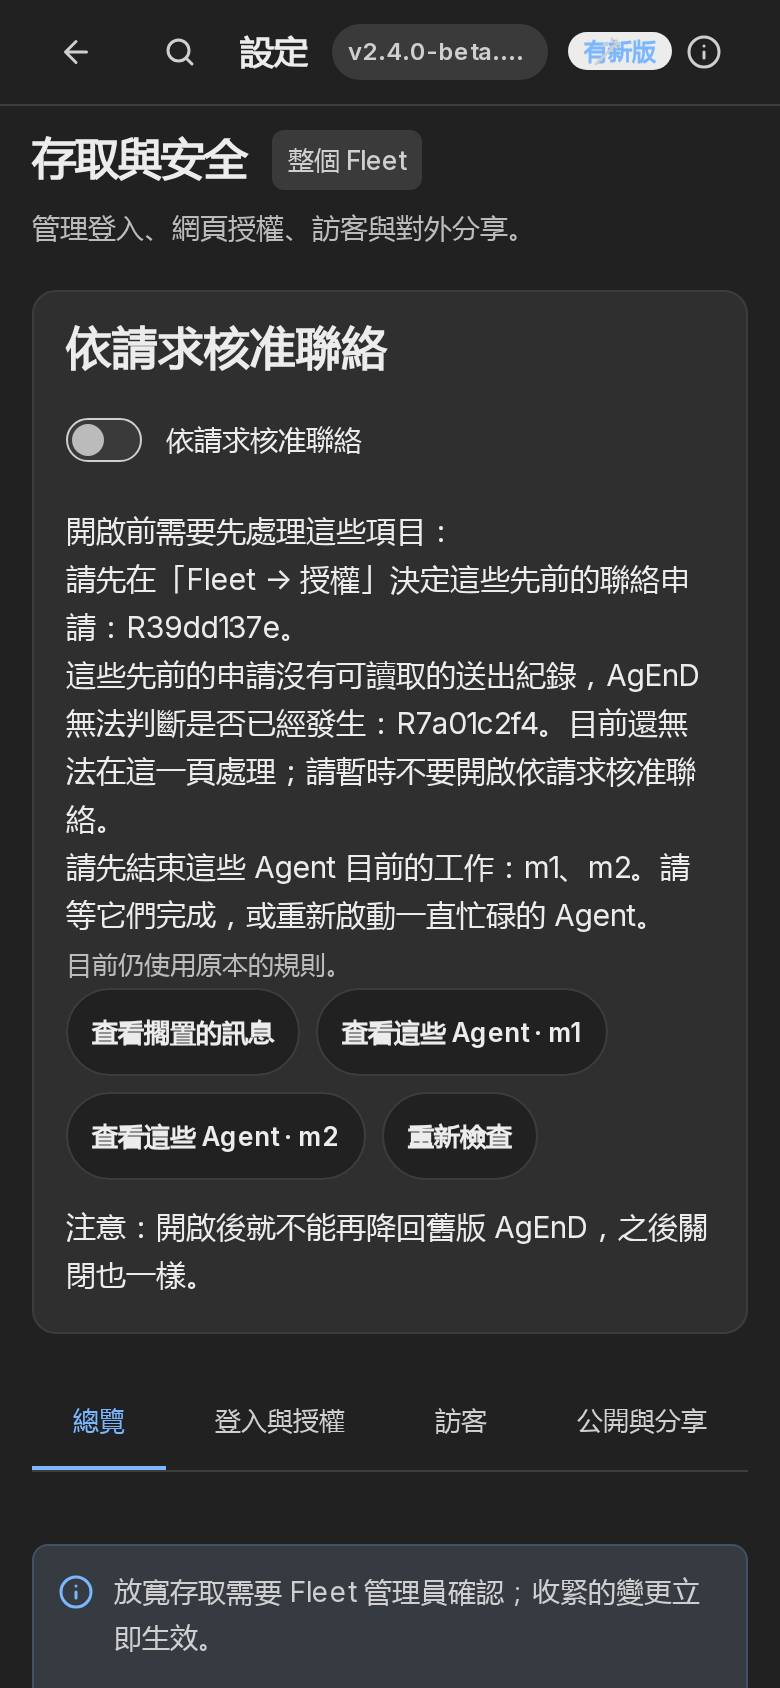 設定
v2.4.0-beta....
有新版
存取與安全
整個 Fleet
管理登入、網頁授權、訪客與對外分享。
依請求核准聯絡
依請求核准聯絡
開啟前需要先處理這些項目：
請先在「Fleet → 授權」決定這些先前的聯絡申
請：R39dd137e。
這些先前的申請沒有可讀取的送出紀錄，AgEnD
無法判斷是否已經發生：R7a01c2f4。目前還無
法在這一頁處理；請暫時不要開啟依請求核准聯
絡。
請先結束這些 Agent 目前的工作：m1、m2。請
等它們完成，或重新啟動一直忙碌的 Agent。
目前仍使用原本的規則。
查看擱置的訊息
查看這些 Agent · m1
查看這些 Agent · m2
重新檢查
注意：開啟後就不能再降回舊版 AgEnD，之後關
閉也一樣。
總覽
登入與授權
訪客
公開與分享
放寬存取需要 Fleet 管理員確認；收緊的變更立
即生效。